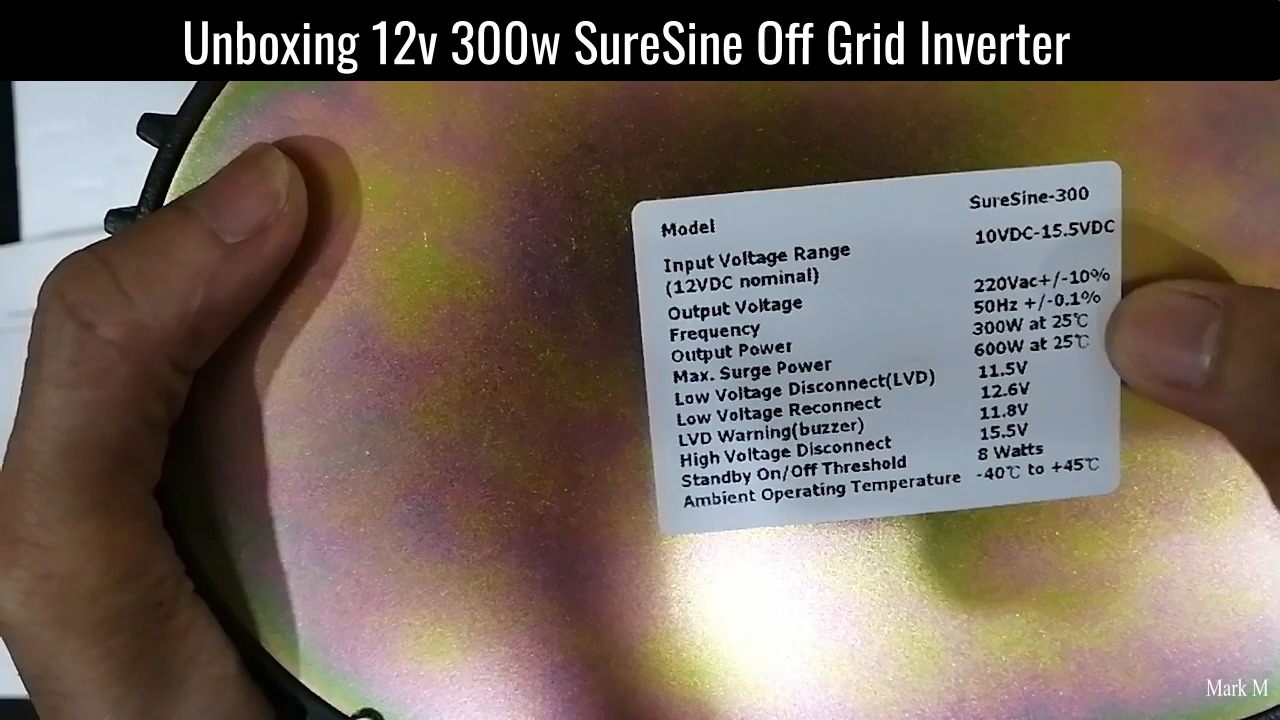 Unboxing 12v 300w SureSine Off Grid Inverter
Model SureSine-300
Input Voltage Range 10VDC-15.5VDC
(12VDC nominal)
Output Voltage 220Vac+/-10%
Frequency 50Hz +/-0.1%
Output Power 300W at 25℃
Max. Surge Power 600W at 25℃
Low Voltage Disconnect(LVD) 11.5V
Low Voltage Reconnect 12.6V
LVD Warning(buzzer) 11.8V
High Voltage Disconnect 15.5V
Standby On/Off Threshold 8 Watts
Ambient Operating Temperature -40℃ to +45℃
Mark M